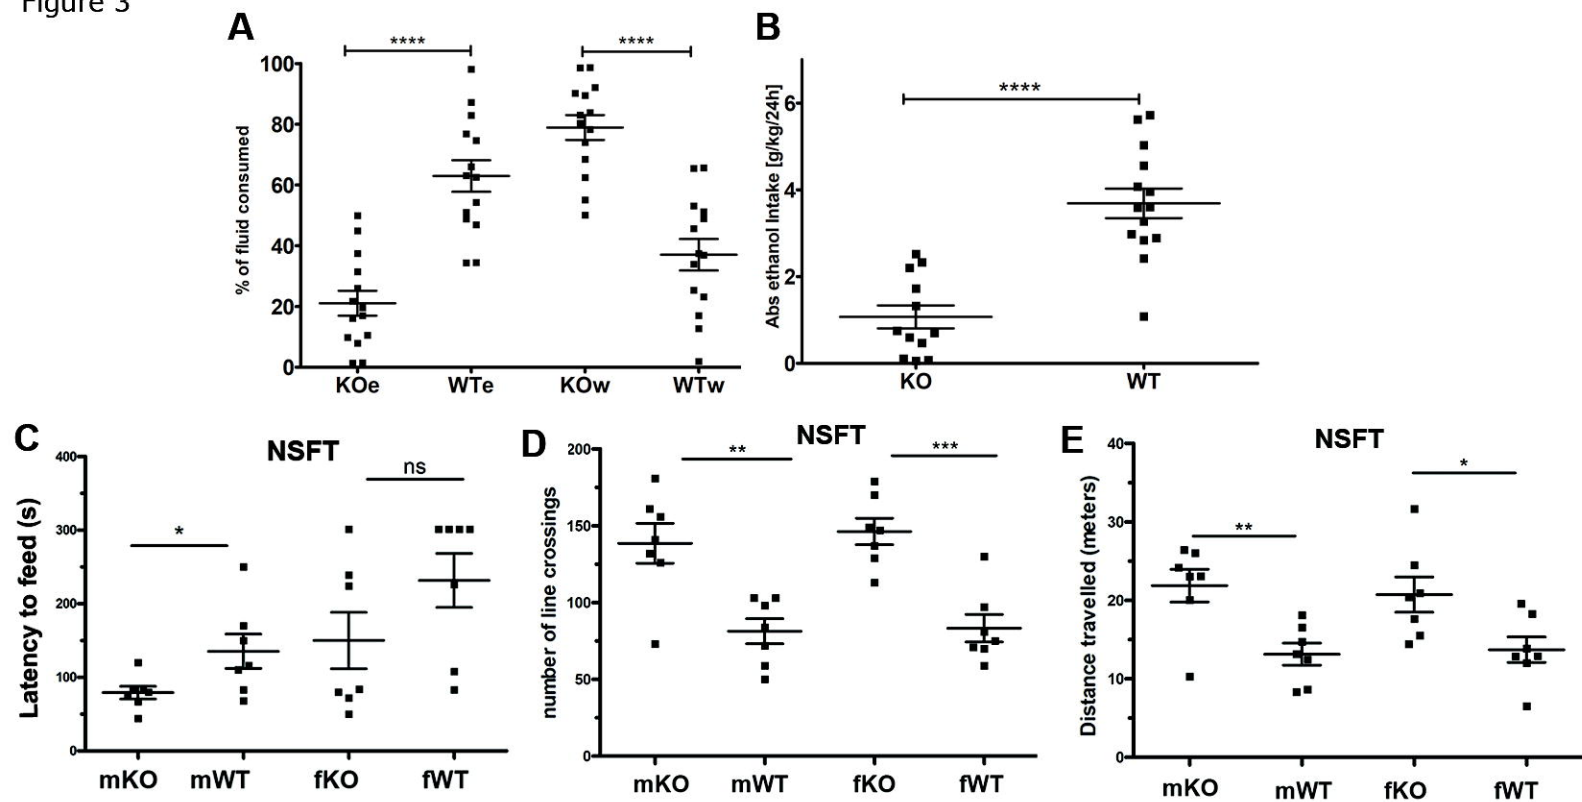 Figure 3
A
****
****
% of fluid consumed
100
80
60
40
20
0
KOe WTe KOw WTw
B
****
Abs ethanol Intake [g/kg/24h]
6
4
2
0
KO WT
C
NSFT
ns
*
Latency to feed (s)
400
300
200
100
0
mKO mWT fKO fWT
D
NSFT
**
***
number of line crossings
200
150
100
50
0
mKO mWT fKO fWT
E
NSFT
*
**
Distance travelled (meters)
40
30
20
10
0
mKO mWT fKO fWT